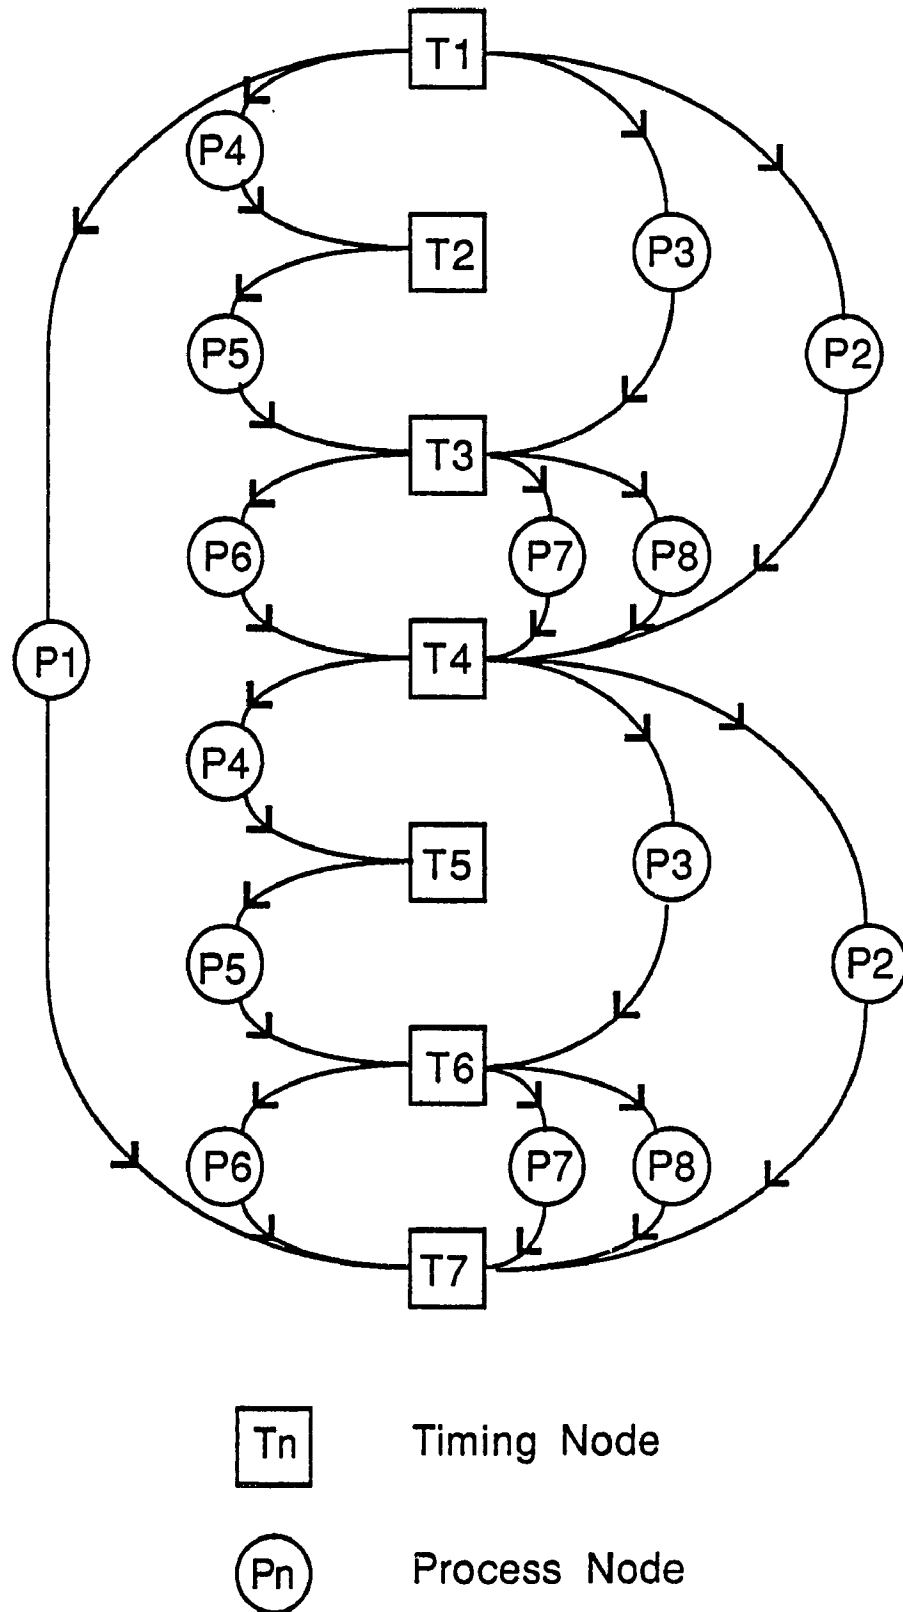 T1
P4
T2
P3
P5
P2
T3
P6
P7
P8
P1
T4
P4
T5
P3
P5
P2
T6
P6
P7
P8
T7
Tn Timing Node
Pn Process Node